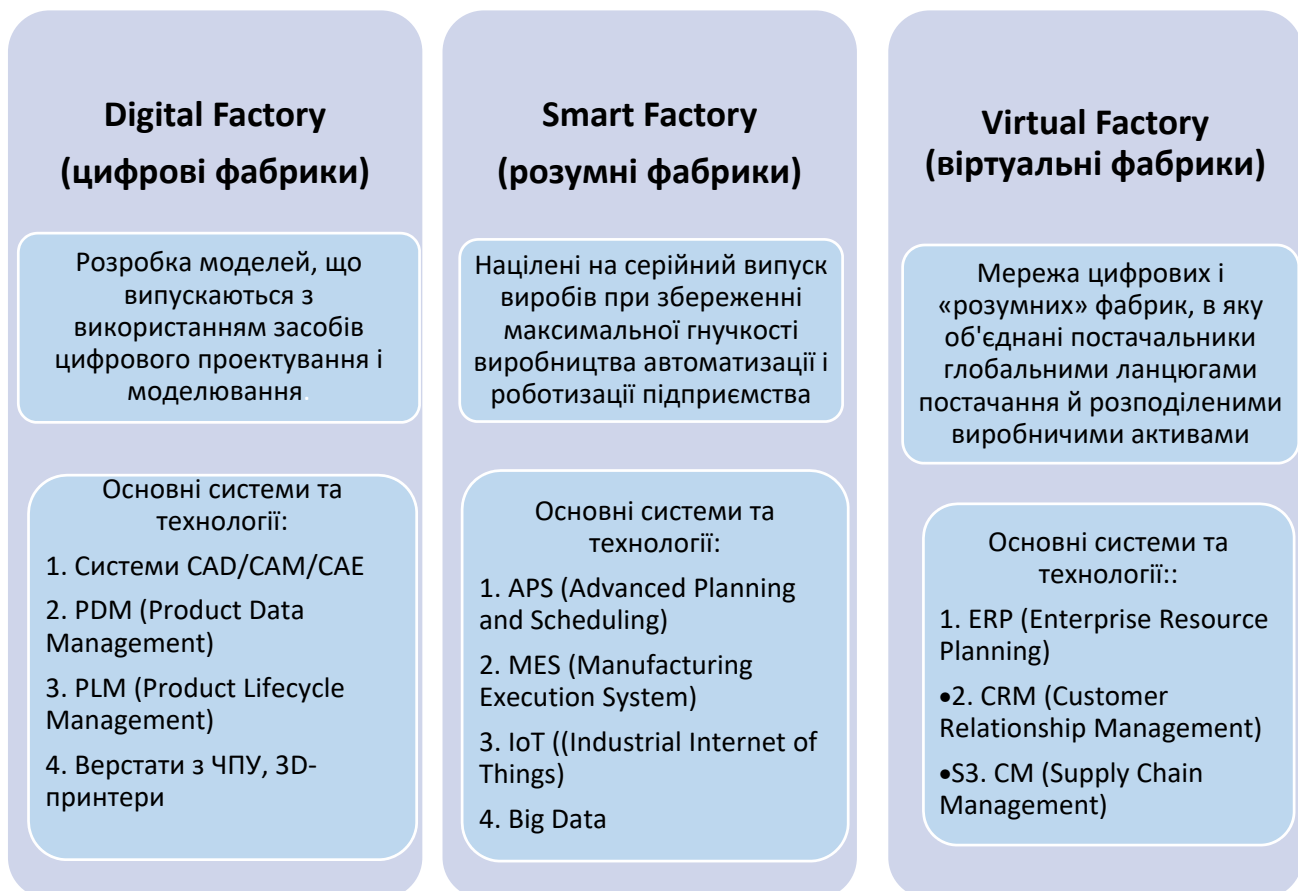 Digital Factory
(цифрові фабрики)
Розробка моделей, що
випускаються з
використанням засобів
цифрового проектування і
моделювання.
Основні системи та
технології:
1. Системи CAD/CAM/CAE
2. PDM (Product Data
Management)
3. PLM (Product Lifecycle
Management)
4. Верстати з ЧПУ, 3D-
принтери
Smart Factory
(розумні фабрики)
Націлені на серійний випуск
виробів при збереженні
максимальної гнучкості
виробництва автоматизації і
роботизації підприємства
Основні системи та
технології:
1. APS (Advanced Planning
and Scheduling)
2. MES (Manufacturing
Execution System)
3. IoT ((Industrial Internet of
Things)
4. Big Data
Virtual Factory
(віртуальні фабрики)
Мережа цифрових і
«розумних» фабрик, в яку
об'єднані постачальники
глобальними ланцюгами
постачання й розподіленими
виробничими активами
Основні системи та
технології::
1. ERP (Enterprise Resource
Planning)
•2. CRM (Customer
Relationship Management)
•S3. CM (Supply Chain
Management)